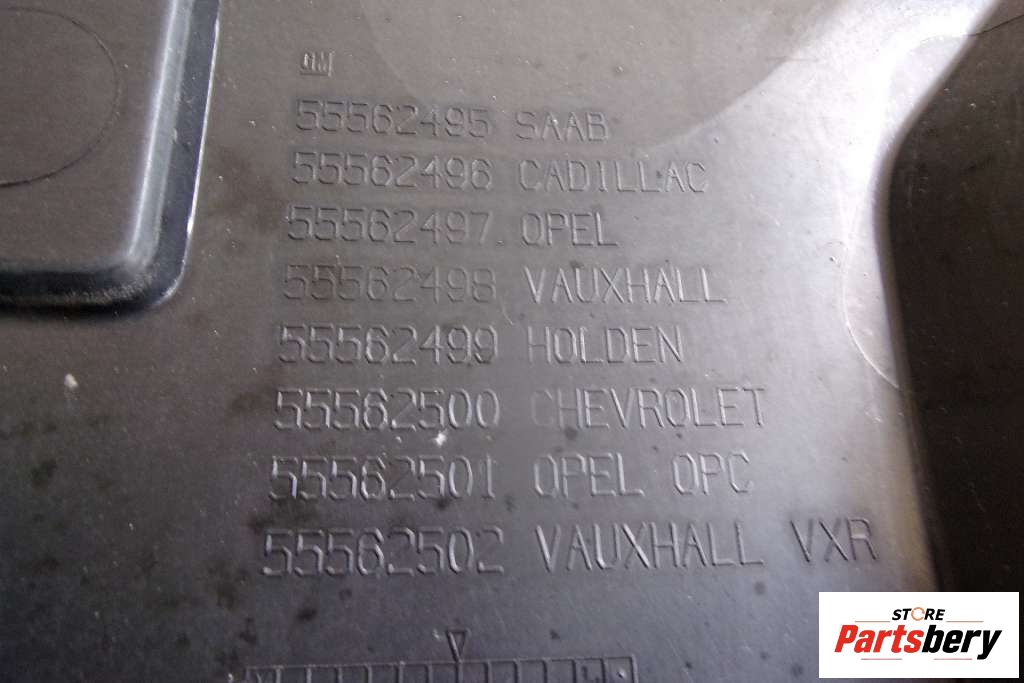 GM
55562495 SAAB
55562496 CADILLAC
55562497 OPEL
55562498 VAUXHALL
55562499 HOLDEN
55562500 CHEVROLET
55562501 OPEL OPC
55562502 VAUXHALL VXR
STORE
Partsbery